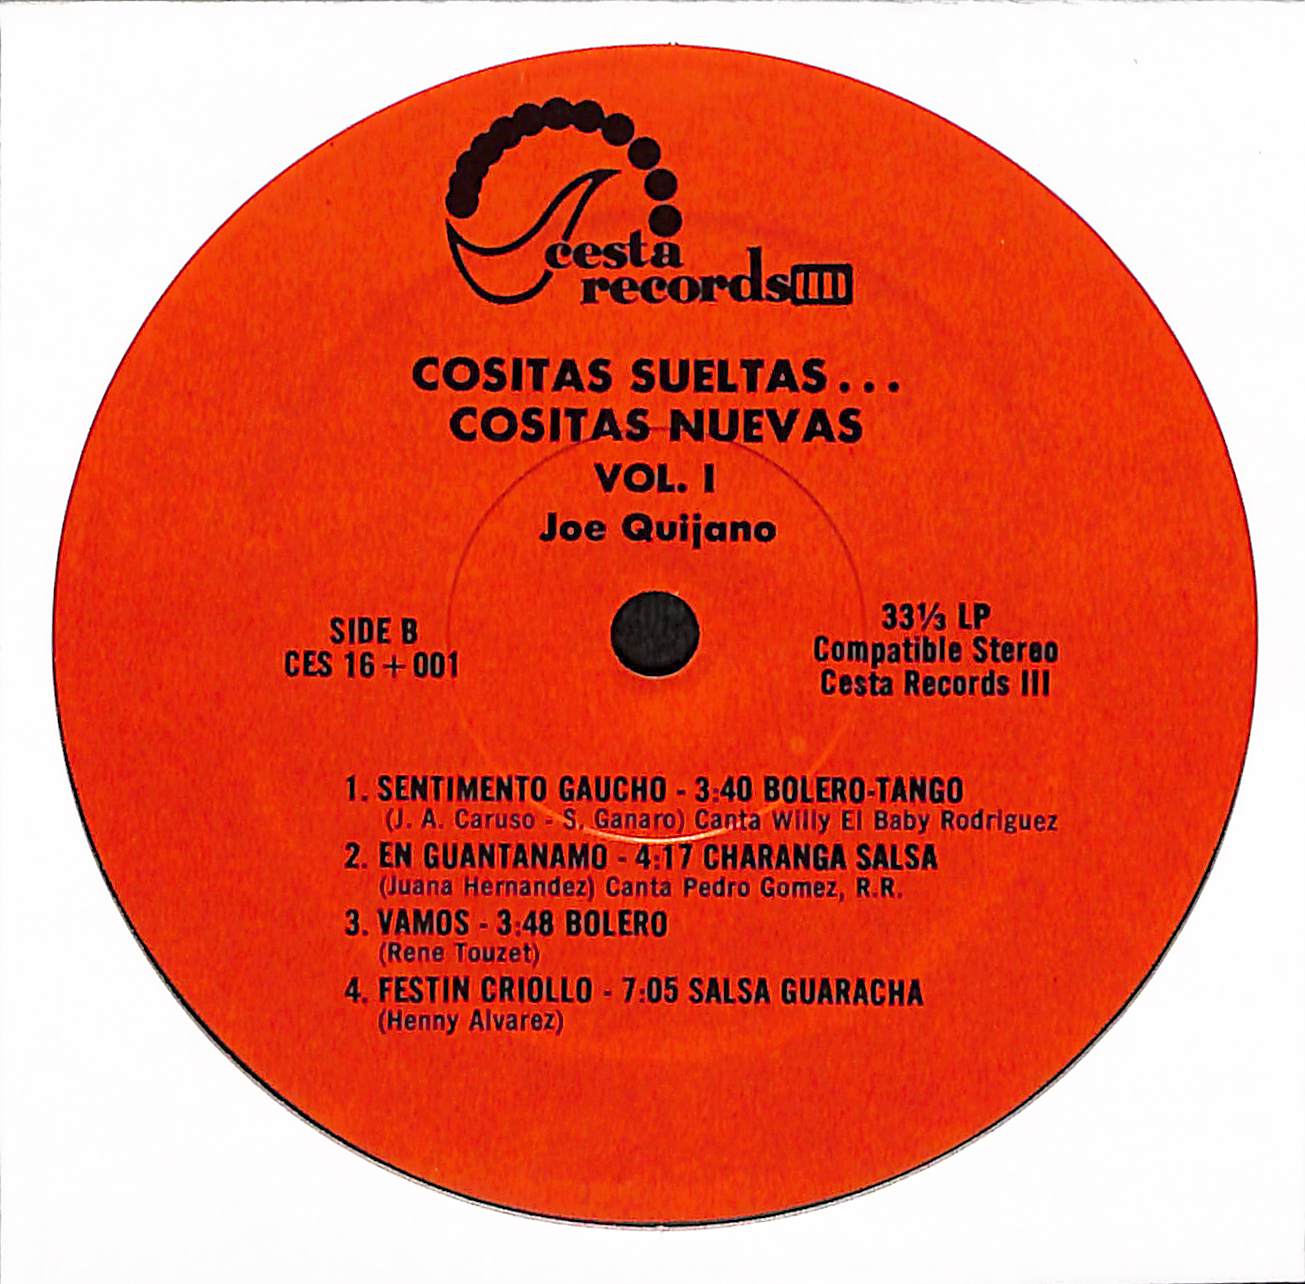 cesta
records III
COSITAS SUELTAS...
COSITAS NUEVAS
VOL. I
Joe Quijano
SIDE B
CES 16+001
33⅓ LP
Compatible Stereo
Cesta Records III
1. SENTIMENTO GAUCHO - 3:40 BOLERO-TANGO
(J. A. Caruso - S. Ganaro) Canta Willy El Baby Rodriguez
2. EN GUANTANAMO - 4:17 CHARANGA SALSA
(Juana Hernandez) Canta Pedro Gomez, R.R.
3. VAMOS - 3:48 BOLERO
(Rene Touzet)
4. FESTIN CRIOLLO - 7:05 SALSA GUARACHA
(Henny Alvarez)